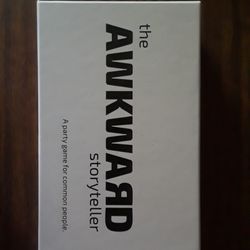 the
AWKWARD
storyteller
A party game for common people.